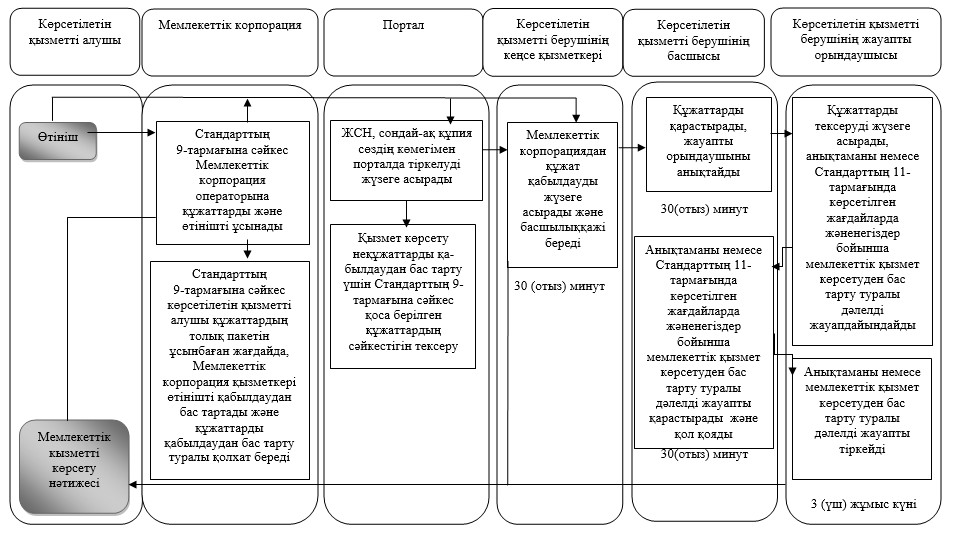 Көрсетілетін
қызметті алушы
Мемлекеттік корпорация
Портал
Көрсетілетін
қызметті берушінің
кеңсе қызметкері
Көрсетілетін
қызметті берушінің
басшысы
Көрсетілетін қызметті
берушінің жауапты
орындаушысы
Өтініш
Стандарттың
9-тармағына сәйкес
Мемлекеттік
корпорация
операторына
құжаттарды және
өтінішті ұсынады
Стандарттың
9-тармағына сәйкес
көрсетілетін қызметті
алушы құжаттардың
толық пакетін
ұсынбаған жағдайда,
Мемлекеттік
корпорация қызметкері
өтінішті қабылдаудан
бас тартады және
құжаттарды
қабылдаудан бас тарту
туралы қолхат береді
ЖСН, сондай-ақ құпия
сөздің көмегімен
порталда тіркелуді
жүзеге асырады
Қызмет көрсету
неқұжаттарды қа-
былдаудан бас тарту
үшін Стандарттың 9-
тармағына сәйкес
қоса берілген
құжаттардың
сәйкестігін тексеру
Мемлекеттік
корпорациядан
құжат
қабылдауды
жүзеге
асырады және
басшылыққажі
береді
30 (отыз) минут
Құжаттарды
қарастырады,
жауапты
орындаушыны
анықтайды
30(отыз) минут
Анықтаманы немесе
Стандарттың 11-
тармағында
көрсетілген
жағдайларда
жәненегіздер
бойынша
мемлекеттік қызмет
көрсетуден бас
тарту туралы
дәлелді жауапты
қарастырады және
қол қояды
30(отыз) минут
Құжаттарды
тексеруді жүзеге
асырады,
анықтаманы немесе
Стандарттың 11-
тармағында
көрсетілген
жағдайларда
жәненегіздер
бойынша
мемлекеттік қызмет
көрсетуден бас
тарту туралы
дәлелді
жауапдайындайды
Анықтаманы немесе
мемлекеттік қызмет
көрсетуден бас
тарту туралы
дәлелді жауапты
тіркейді
3 (үш) жұмыс күні
Мемлекеттік
қызметті
көрсету
нәтижесі